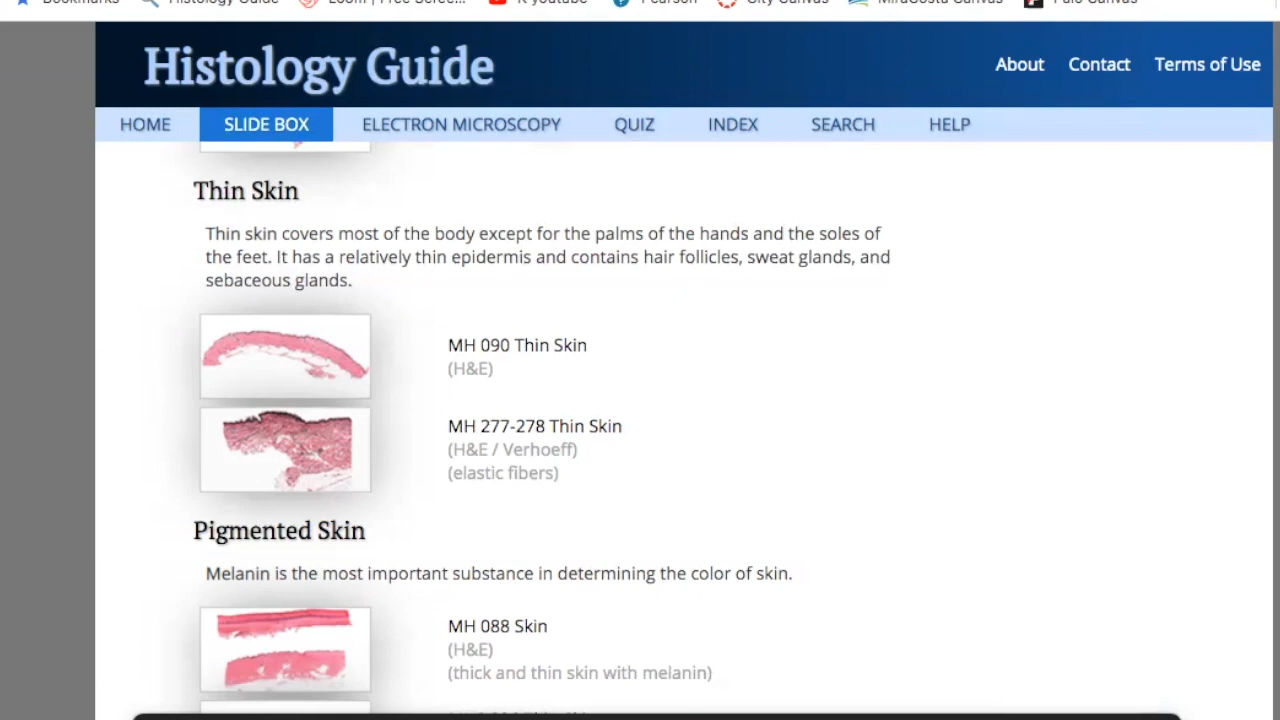 Bookmarks Histology Guide Loom | Free Scree... K youtube Pearson City Canvas MiraCosta Canvas Palo Canvas
Histology Guide
About Contact Terms of Use
HOME SLIDE BOX ELECTRON MICROSCOPY QUIZ INDEX SEARCH HELP
Thin Skin
Thin skin covers most of the body except for the palms of the hands and the soles of
the feet. It has a relatively thin epidermis and contains hair follicles, sweat glands, and
sebaceous glands.
MH 090 Thin Skin
(H&E)
MH 277-278 Thin Skin
(H&E / Verhoeff)
(elastic fibers)
Pigmented Skin
Melanin is the most important substance in determining the color of skin.
MH 088 Skin
(H&E)
(thick and thin skin with melanin)